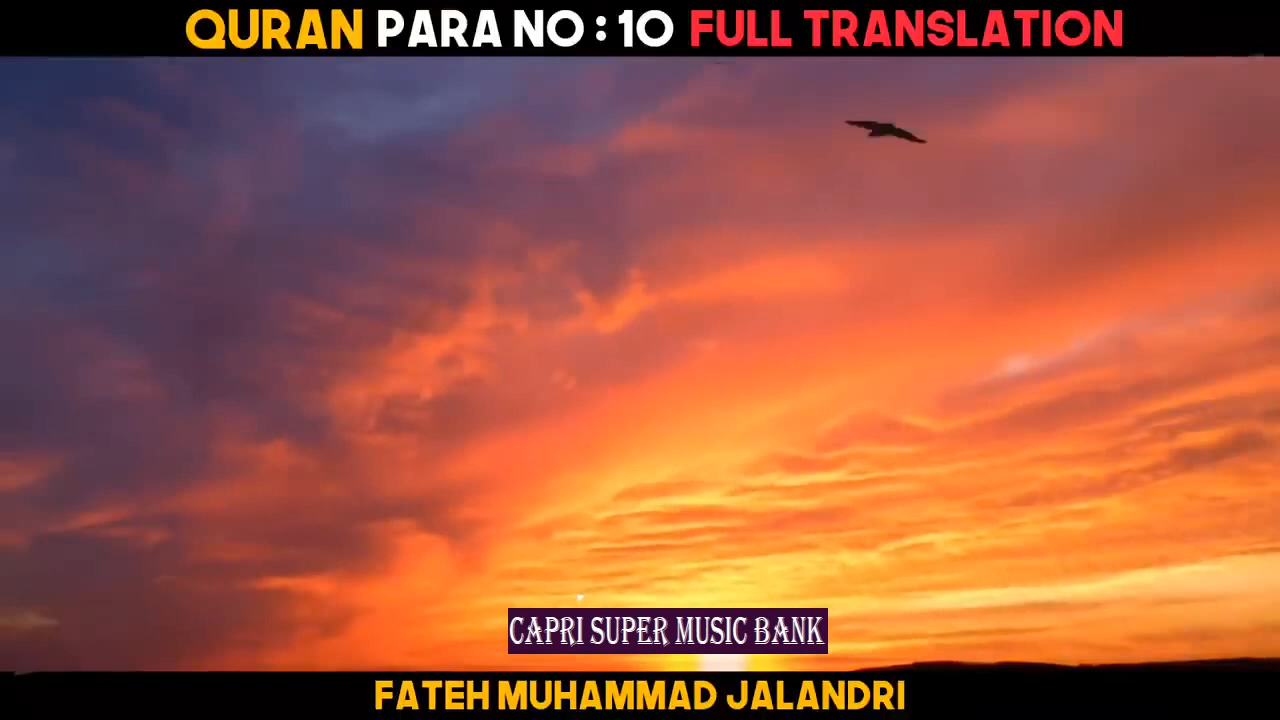 QURAN PARA NO : 10 FULL TRANSLATION
CAPRI SUPER MUSIC BANK
FATEH MUHAMMAD JALANDRI